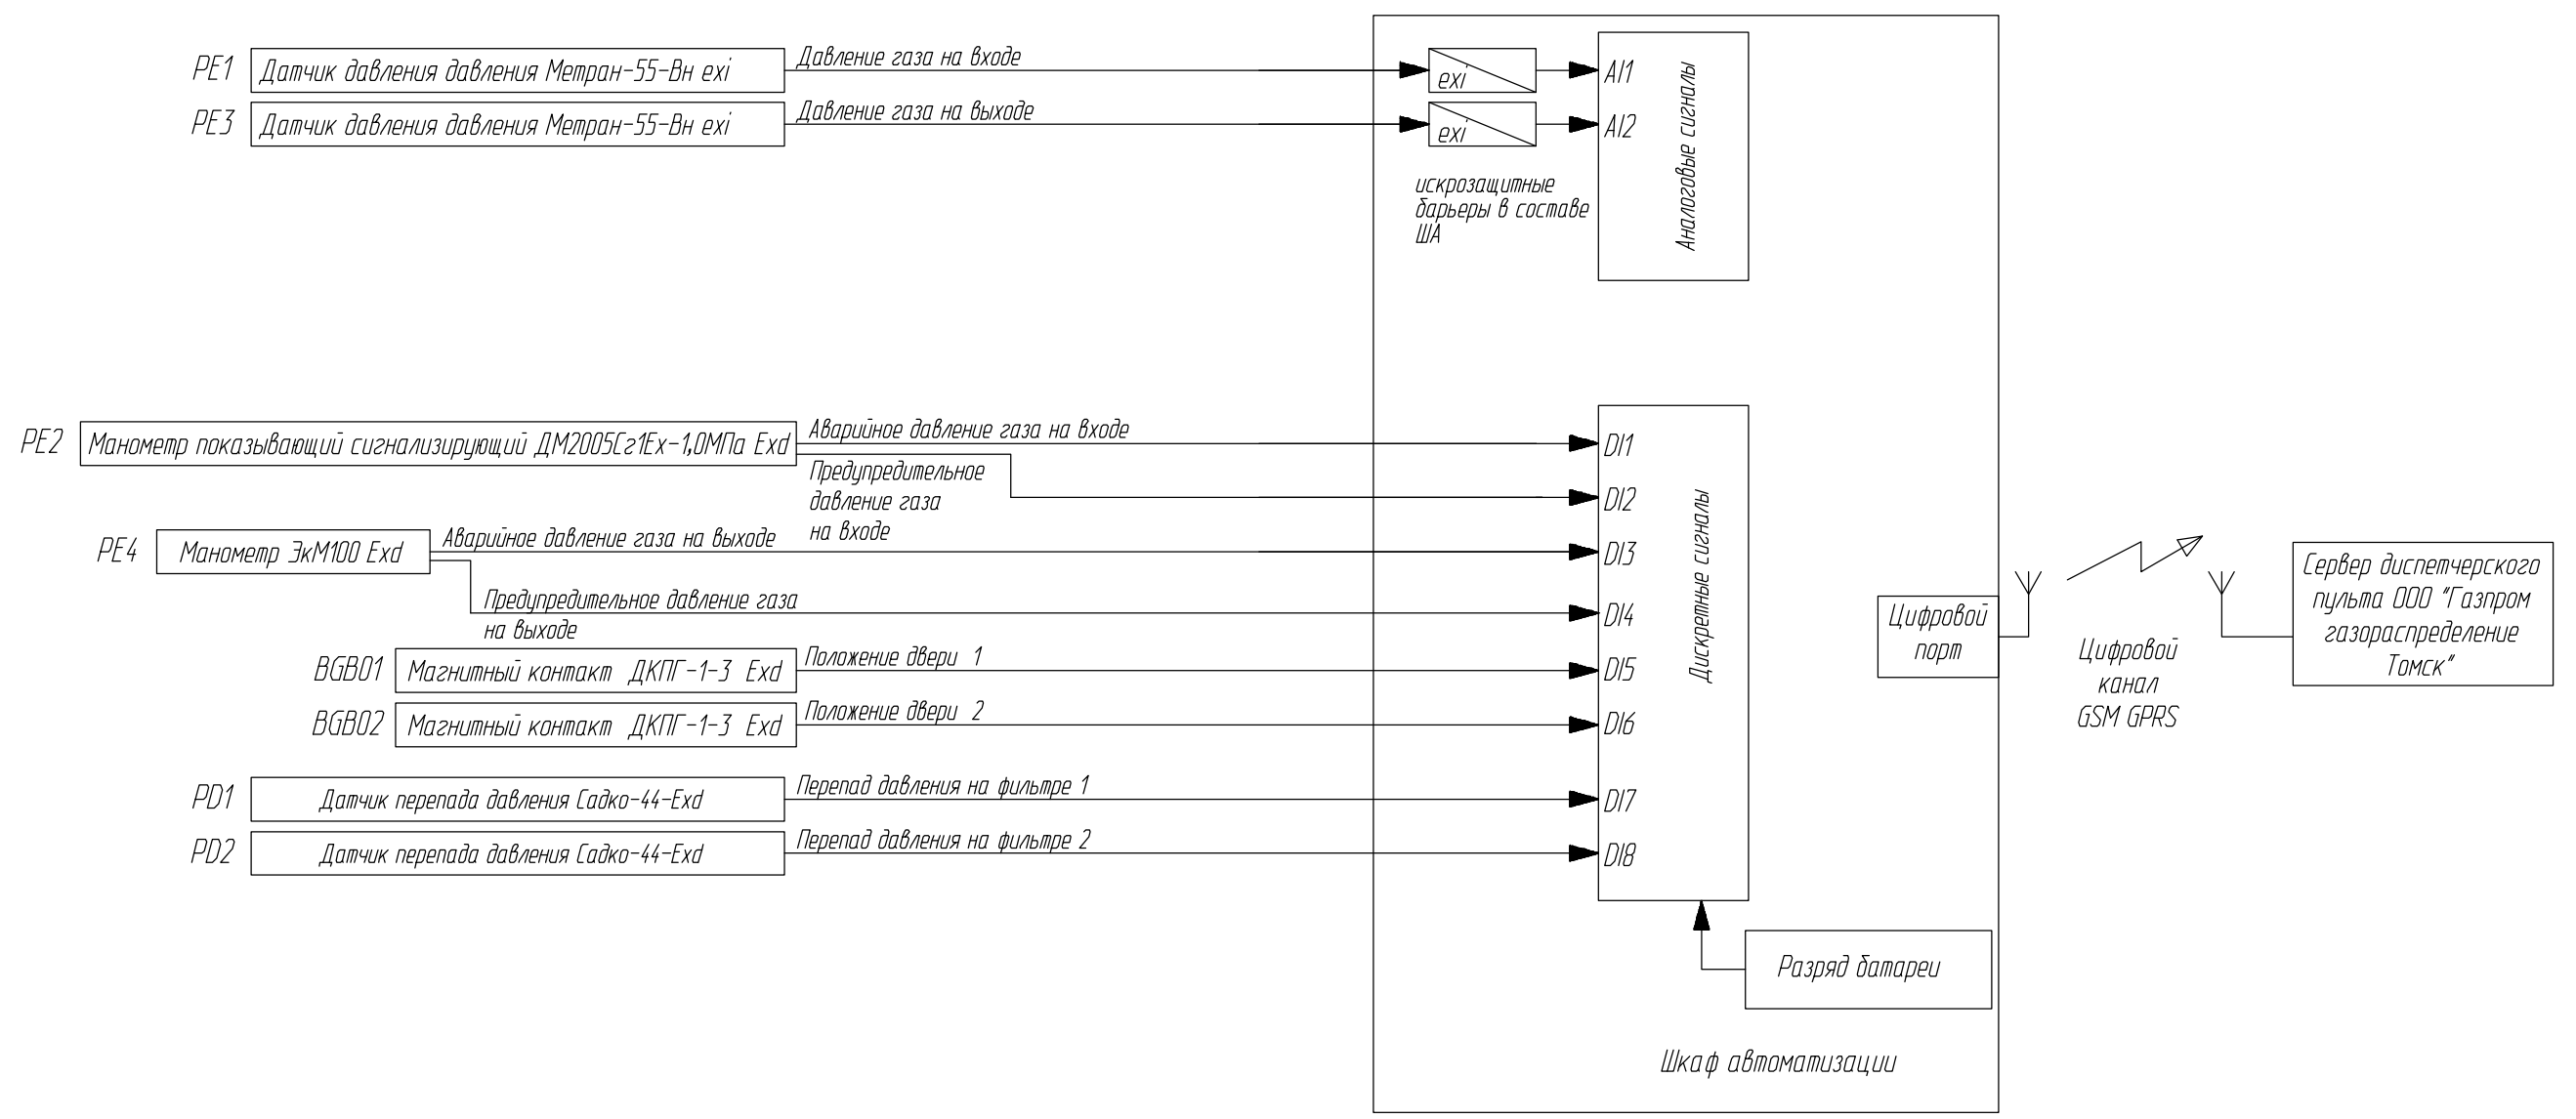 PE1
Датчик давления давления Метран-55-Вн exi
Давление газа на входе
exi
AI1
PE3
Датчик давления давления Метран-55-Вн exi
Давление газа на выходе
exi
AI2
искрозащитные
барьеры в составе
ША
Аналоговые сигналы
PE2
Манометр показывающий сигнализирующий ДМ2005Сг1Ex-1,0МПа Exd
Аварийное давление газа на входе
DI1
Предупредительное
давление газа
на входе
DI2
PE4
Манометр ЭкМ100 Exd
Аварийное давление газа на выходе
DI3
Предупредительное давление газа
на выходе
DI4
BGB01
Магнитный контакт ДКПГ-1-3 Exd
Положение двери 1
DI5
BGB02
Магнитный контакт ДКПГ-1-3 Exd
Положение двери 2
DI6
PD1
Датчик перепада давления Садко-44-Exd
Перепад давления на фильтре 1
DI7
PD2
Датчик перепада давления Садко-44-Exd
Перепад давления на фильтре 2
DI8
Дискретные сигналы
Разряд батареи
Шкаф автоматизации
Цифровой
порт
Цифровой
канал
GSM GPRS
Сервер диспетчерского
пульта ООО "Газпром
газораспределение
Томск"